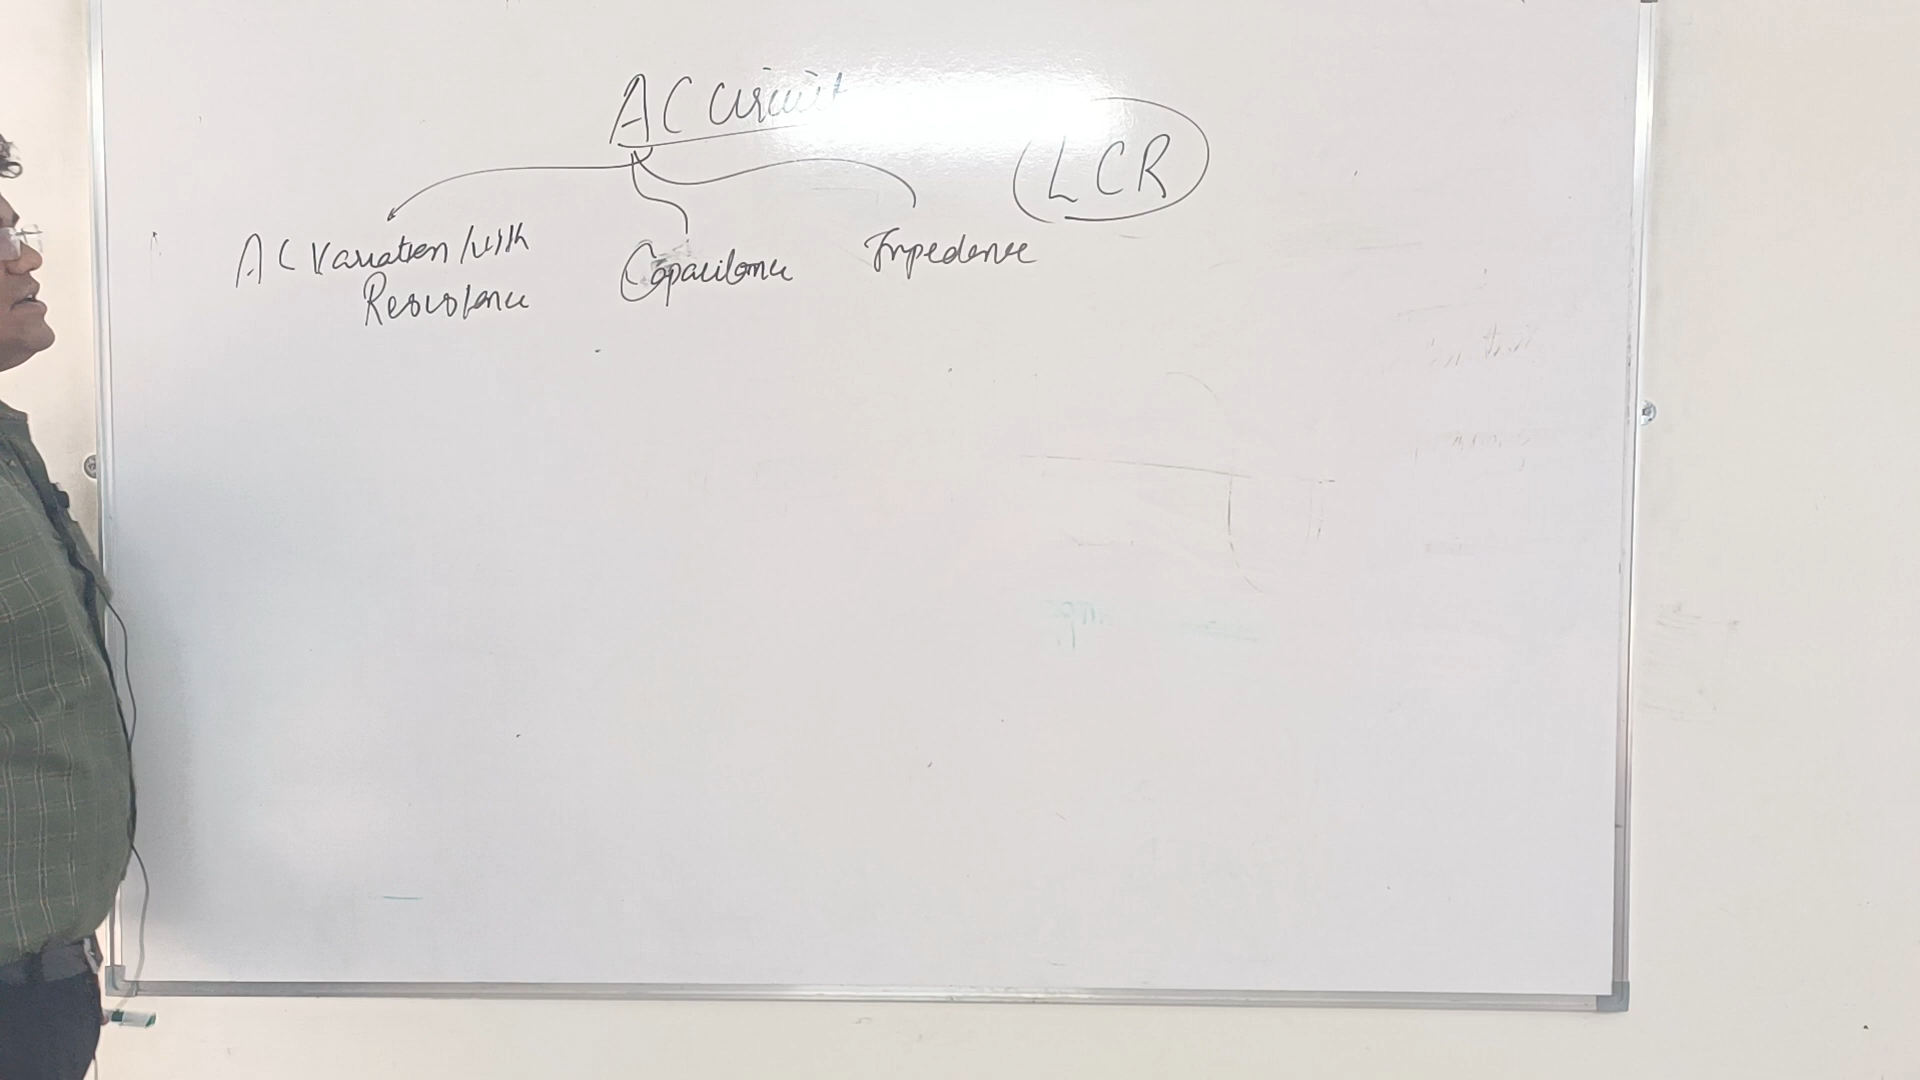 AC Circuit
LCR
AC Variation with
Resistance
Capacitance
Impedence